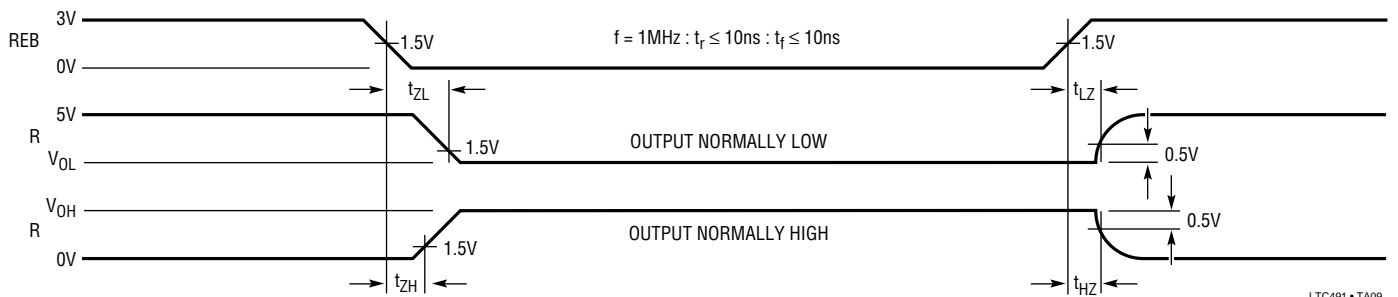 3V
REB
1.5V
f = 1MHz : tr ≤ 10ns : tf ≤ 10ns
1.5V
0V
tZL
tLZ
5V
R
1.5V
OUTPUT NORMALLY LOW
0.5V
VOL
VOH
R
1.5V
OUTPUT NORMALLY HIGH
0.5V
0V
tZH
tHZ
LTC491 • TA09